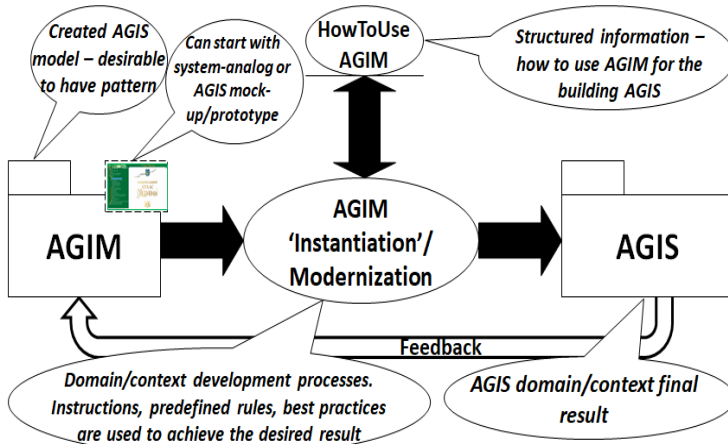 Created AGIS
model – desirable
to have pattern
Can start with
system-analog or
AGIS mock-
up/prototype
HowToUse
AGIM
Structured information –
how to use AGIM for the
building AGIS
AGIM
AGIM
'Instantiation'/
Modernization
AGIS
Feedback
Domain/context development processes.
Instructions, predefined rules, best practices
are used to achieve the desired result
AGIS domain/context final
result